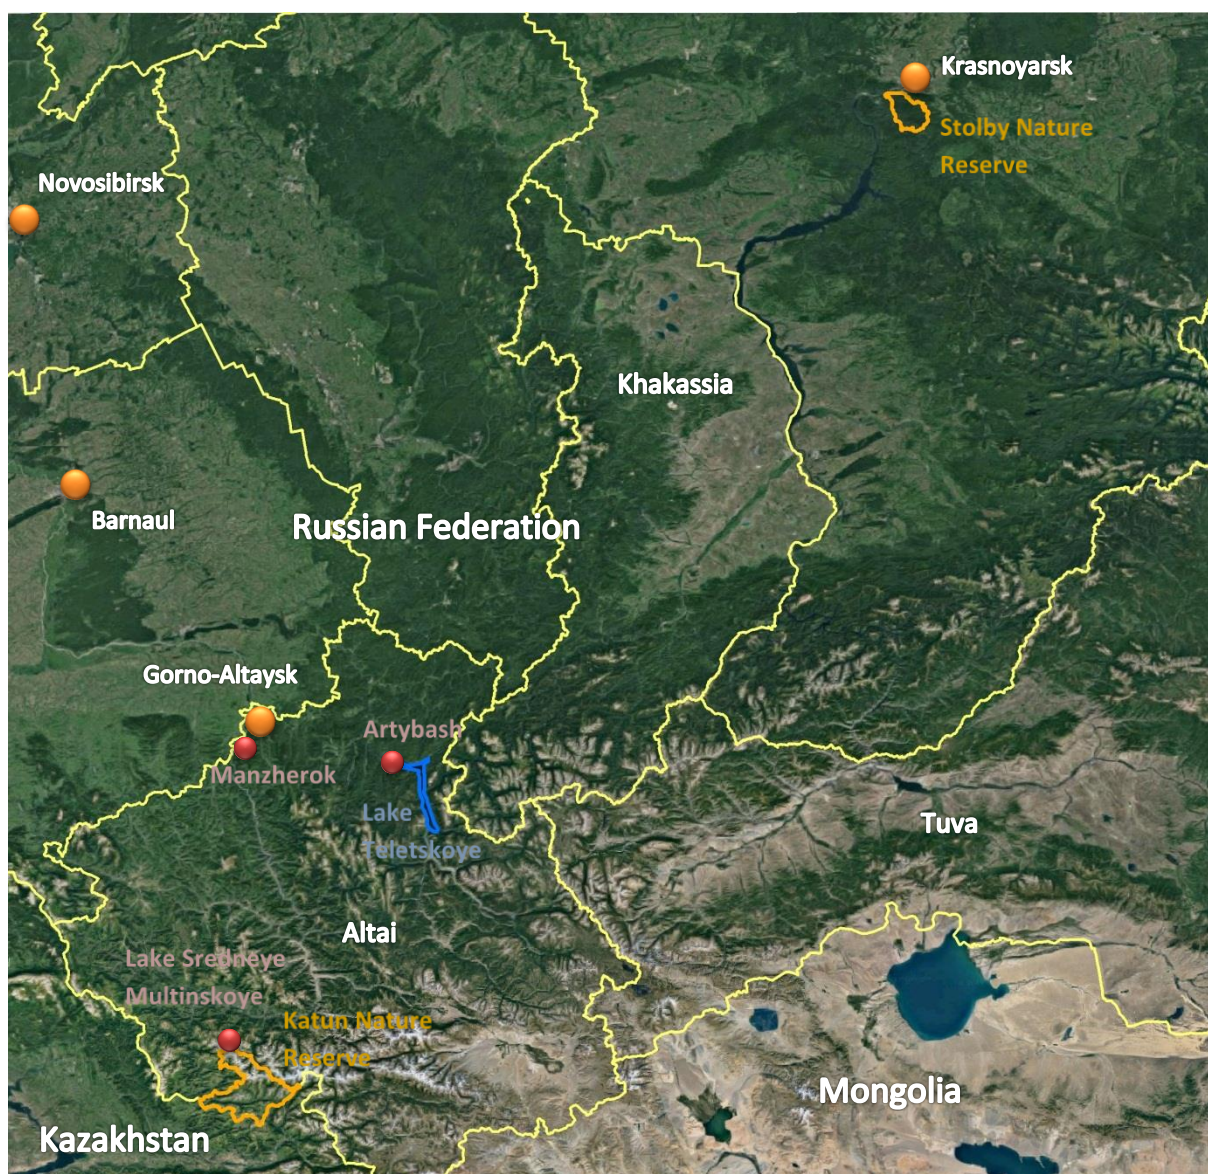 Krasnoyarsk
Stolby Nature
Reserve
Novosibirsk
Khakassia
Barnaul
Russian Federation
Gorno-Altaysk
Artybash
Manzherok
Lake
Teletskoye
Tuva
Altai
Lake Sredneye
Multinskoye
Katun Nature
Reserve
Mongolia
Kazakhstan